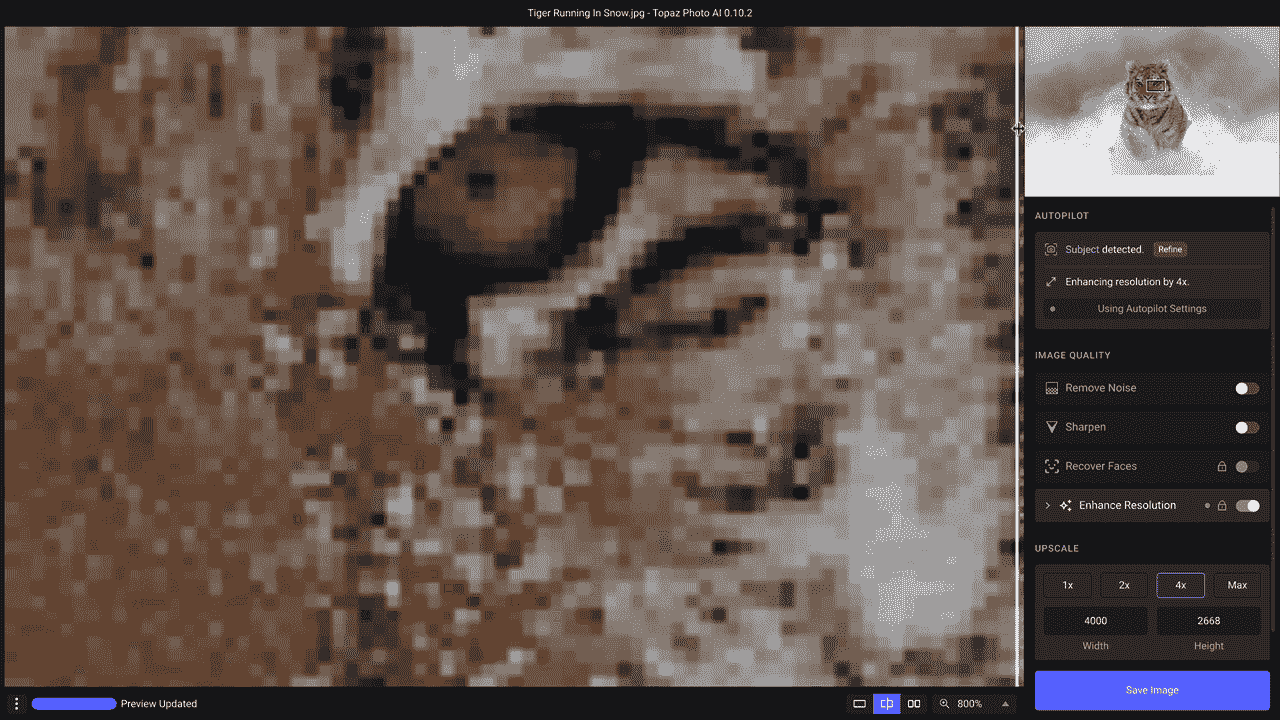 Tiger Running In Snow.jpg - Topaz Photo AI 0.10.2
AUTOPILOT
Subject detected. Refine
Enhancing resolution by 4x.
Using Autopilot Settings
IMAGE QUALITY
Remove Noise
Sharpen
Recover Faces
Enhance Resolution
UPSCALE
1x 2x 4x Max
4000 2668
Width Height
Save Image
Preview Updated
800%